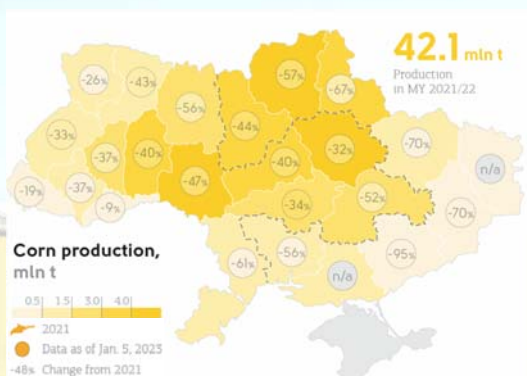 42.1 mln t
Production
in MY 2021/22
-57%
-26%
-43%
-67%
-56%
-44%
-33%
-32%
-70%
-37%
-40%
-40%
n/a
-47%
-19%
-37%
-52%
-34%
-70%
-9%
-56%
-95%
-61%
n/a
Corn production,
mln t
0.5 1.5 3.0 4.0
2021
Data as of Jan. 5, 2023
-48% Change from 2021